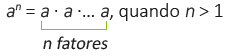 aⁿ = a · a · ... a, quando n > 1
n fatores